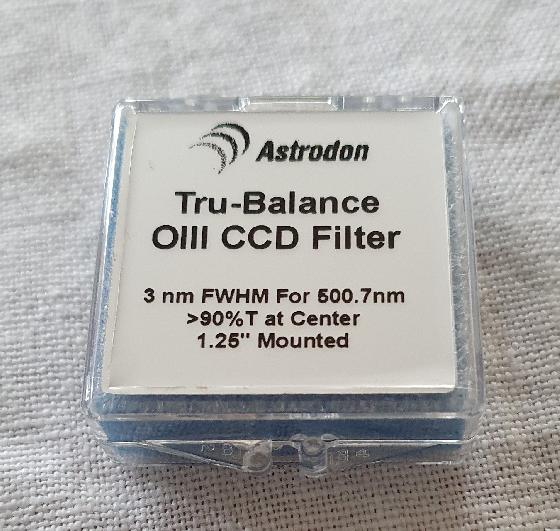 Astrodon
Tru-Balance
OIII CCD Filter
3 nm FWHM For 500.7nm
>90%T at Center
1.25" Mounted